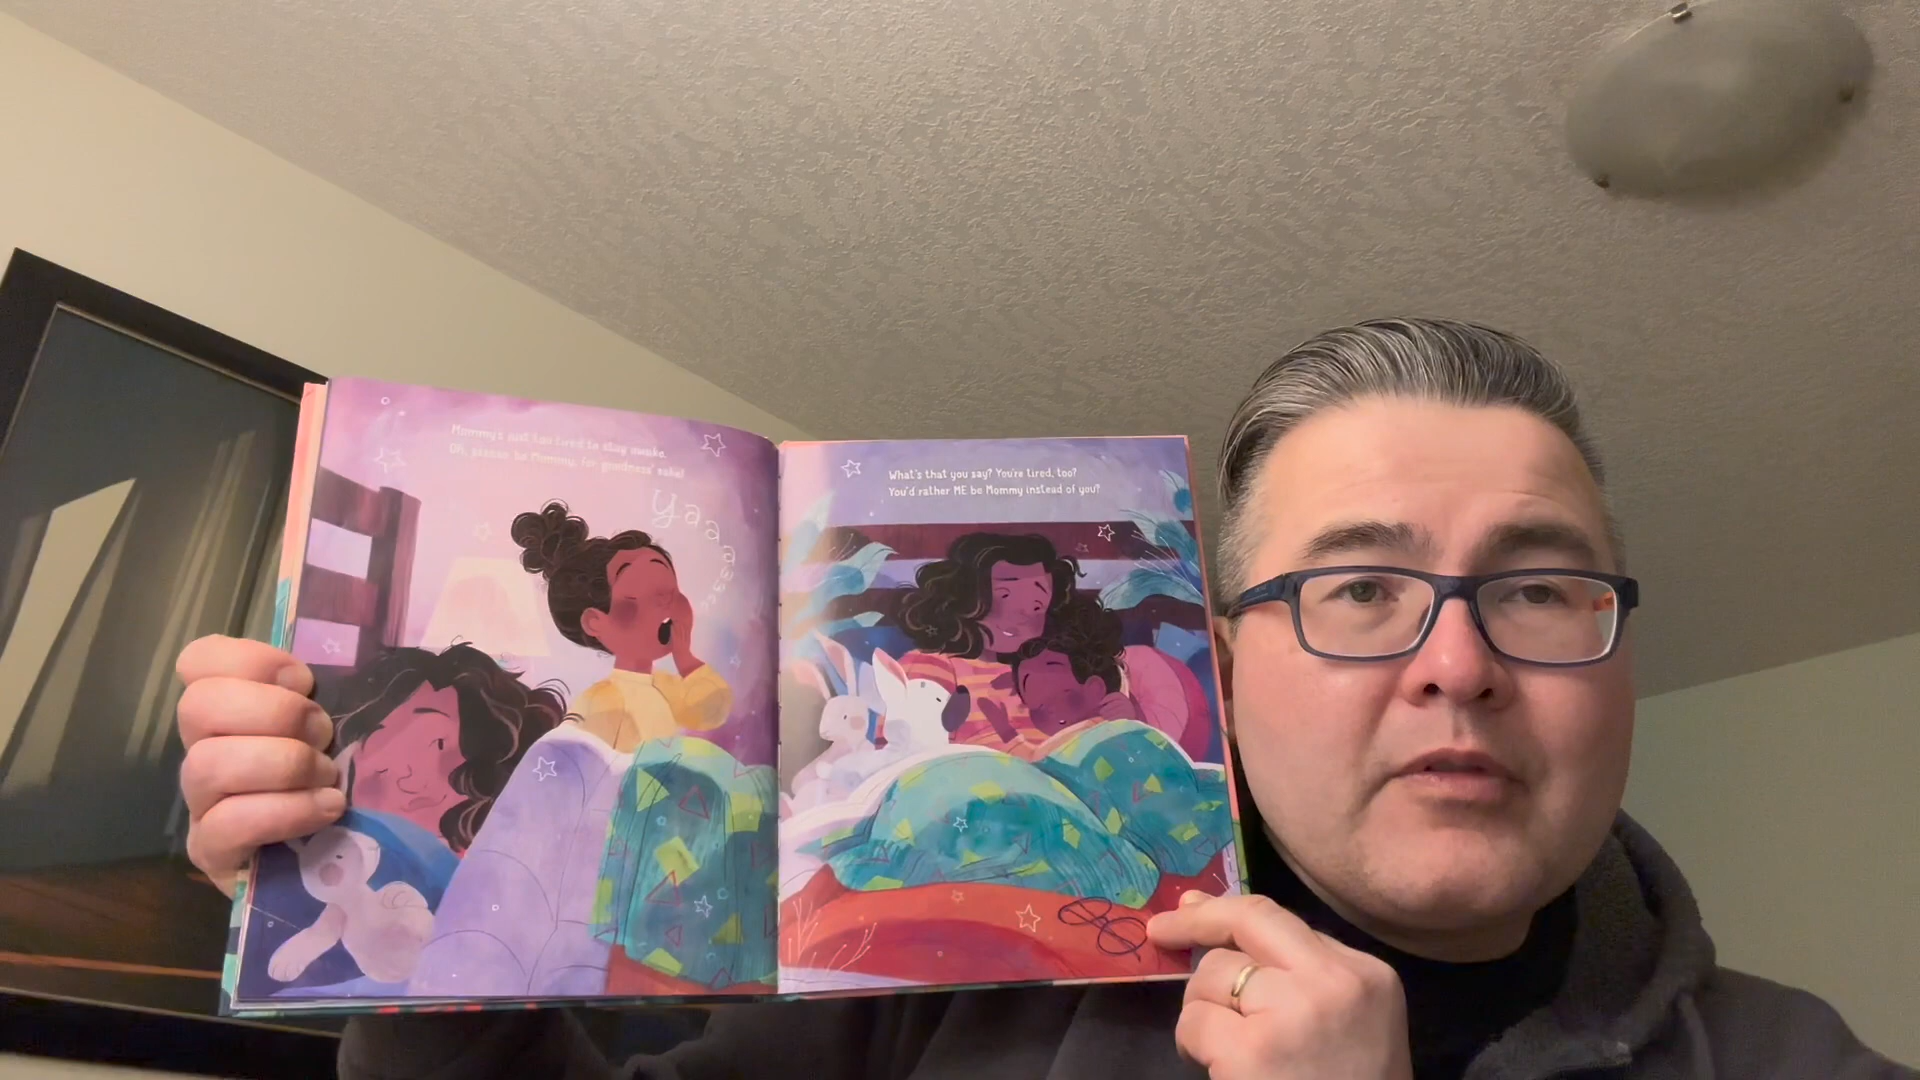 Mommy's just too tired to stay awake.
Oh, please be Mommy, for goodness' sake!
What's that you say? You're tired, too?
You'd rather ME be Mommy instead of you?